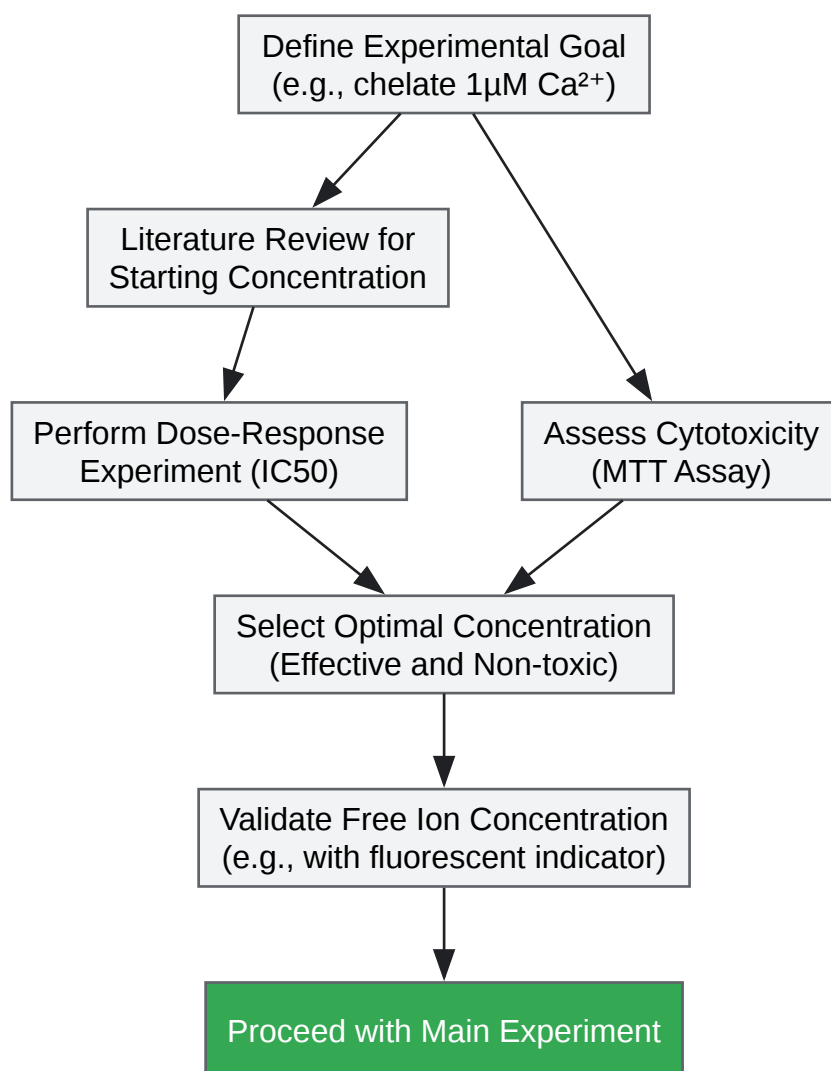 Define Experimental Goal
(e.g., chelate 1µM Ca²⁺)
Literature Review for
Starting Concentration
Perform Dose-Response
Experiment (IC50)
Assess Cytotoxicity
(MTT Assay)
Select Optimal Concentration
(Effective and Non-toxic)
Validate Free Ion Concentration
(e.g., with fluorescent indicator)
Proceed with Main Experiment